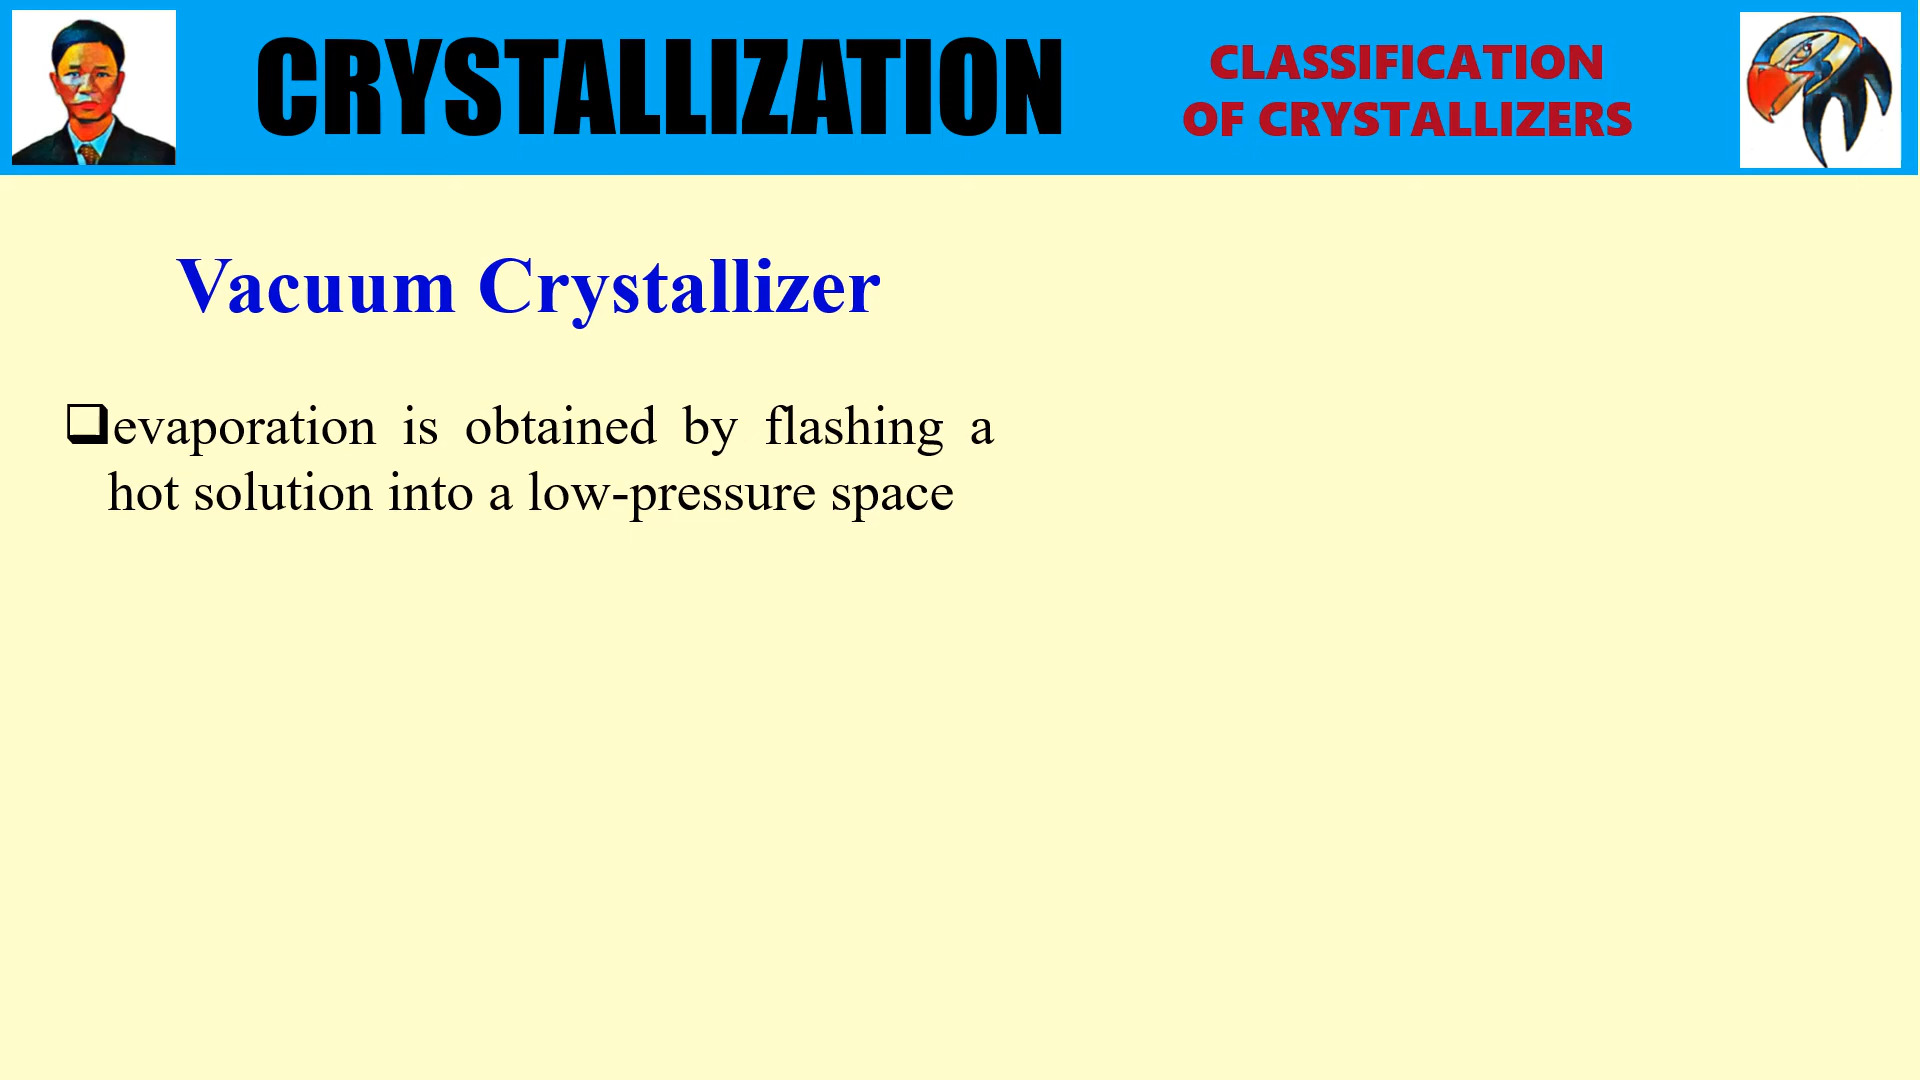 CRYSTALLIZATION
CLASSIFICATION
OF CRYSTALLIZERS
Vacuum Crystallizer
❑evaporation is obtained by flashing a
hot solution into a low-pressure space